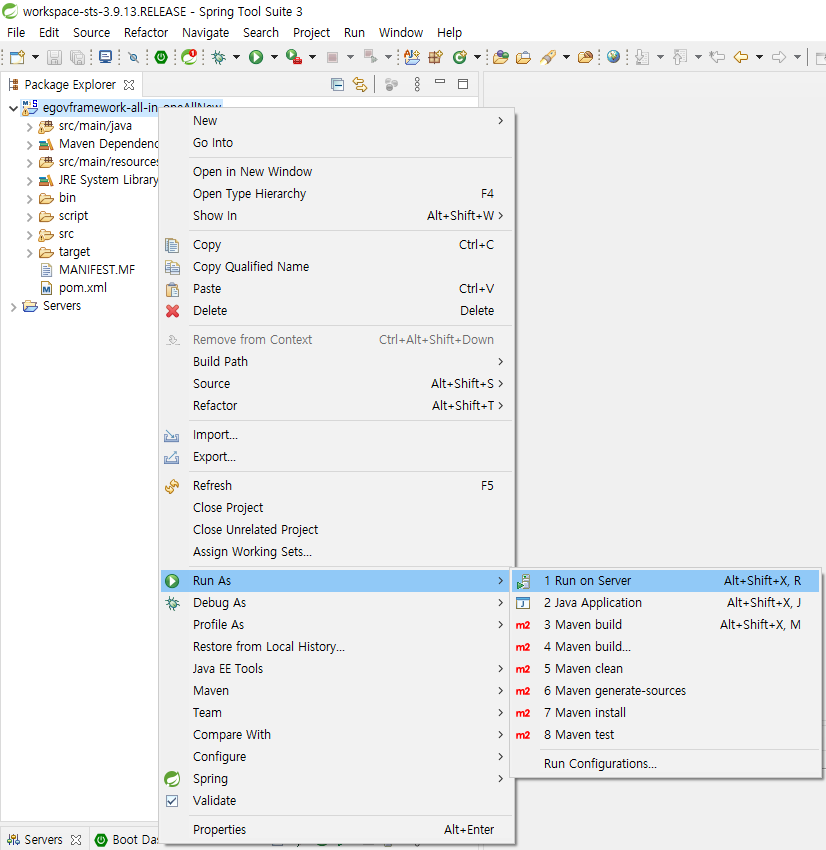 workspace-sts-3.9.13.RELEASE - Spring Tool Suite 3
File Edit Source Refactor Navigate Search Project Run Window Help
Package Explorer
egovframework-all-in-oneAllNew
src/main/java
Maven Dependenc
src/main/resources
JRE System Library
bin
script
src
target
MANIFEST.MF
pom.xml
Servers
New
Go Into
Open in New Window
Open Type Hierarchy F4
Show In Alt+Shift+W
Copy Ctrl+C
Copy Qualified Name
Paste Ctrl+V
Delete Delete
Remove from Context Ctrl+Alt+Shift+Down
Build Path
Source Alt+Shift+S
Refactor Alt+Shift+T
Import...
Export...
Refresh F5
Close Project
Close Unrelated Project
Assign Working Sets...
Run As
Debug As
Profile As
Restore from Local History...
Java EE Tools
Maven
Team
Compare With
Configure
Spring
Validate
Properties Alt+Enter
1 Run on Server Alt+Shift+X, R
2 Java Application Alt+Shift+X, J
m2 3 Maven build Alt+Shift+X, M
m2 4 Maven build...
m2 5 Maven clean
m2 6 Maven generate-sources
m2 7 Maven install
m2 8 Maven test
Run Configurations...
Servers Boot Das